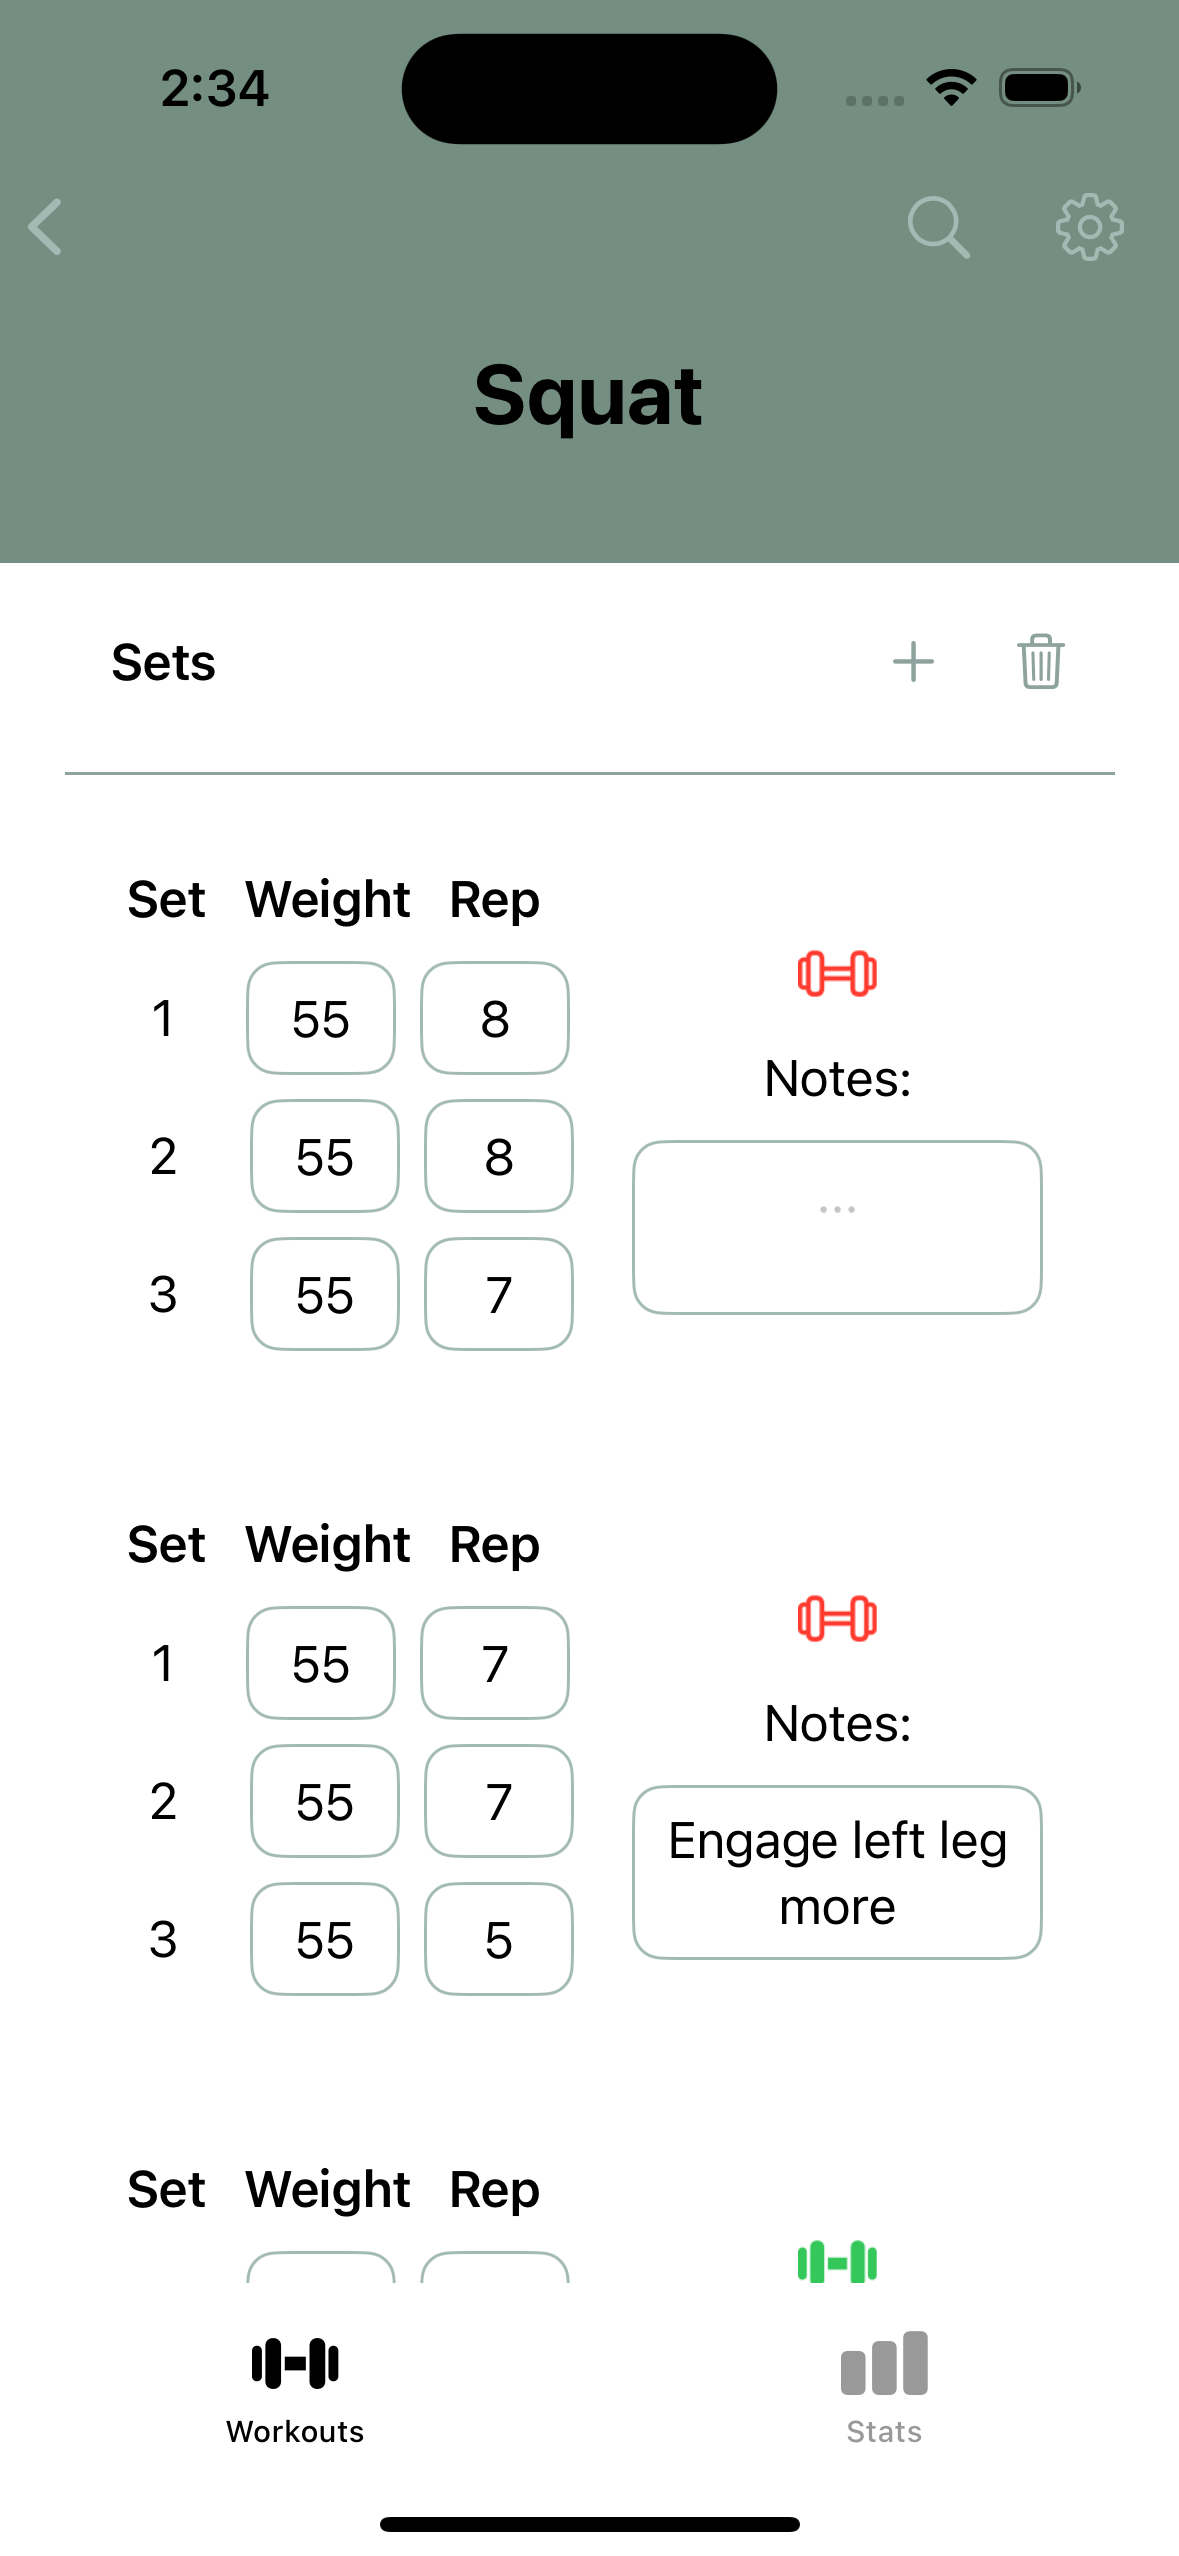 2:34
Squat
Sets
Set Weight Rep
1 55 8
2 55 8
3 55 7
Notes:
...
Set Weight Rep
1 55 7
2 55 7
3 55 5
Notes:
Engage left leg
more
Set Weight Rep
Workouts Stats